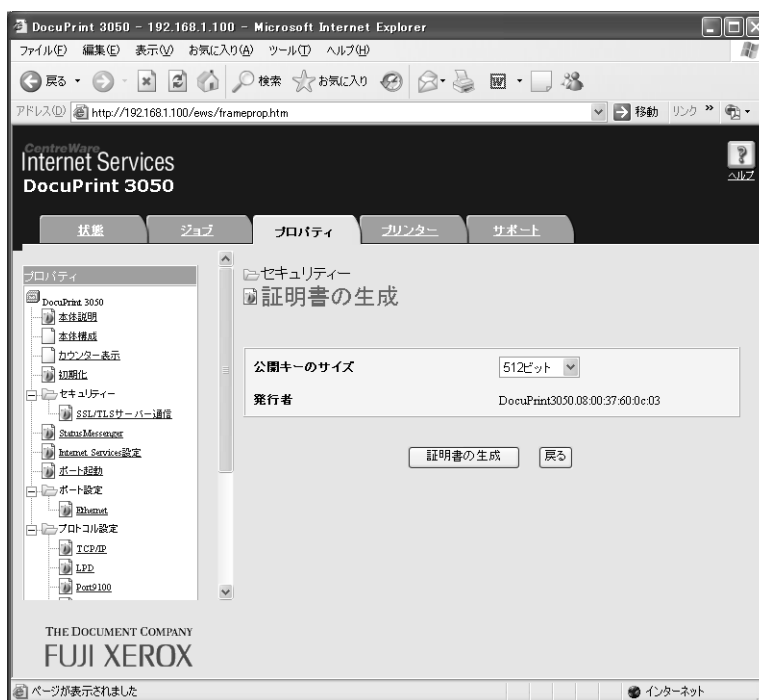 DocuPrint 3050 - 192.168.1.100 - Microsoft Internet Explorer
ファイル(F) 編集(E) 表示(V) お気に入り(A) ツール(T) ヘルプ(H)
戻る 検索 お気に入り
アドレス(D) http://192.168.1.100/ews/frameprop.htm 移動 リンク »
CentreWare
Internet Services
DocuPrint 3050
ヘルプ
状態 ジョブ プロパティ プリンター サポート
プロパティ
DocuPrint 3050
本体説明
本体構成
カウンター表示
初期化
セキュリティー
SSL/TLSサーバー通信
StatusMessenger
Internet Services設定
ポート起動
ポート設定
Ethernet
プロトコル設定
TCP/IP
LPD
Port9100
セキュリティー
証明書の生成
公開キーのサイズ 512ビット
発行者 DocuPrint3050.08:00:37:60:0c:03
証明書の生成 戻る
THE DOCUMENT COMPANY
FUJI XEROX
ページが表示されました インターネット